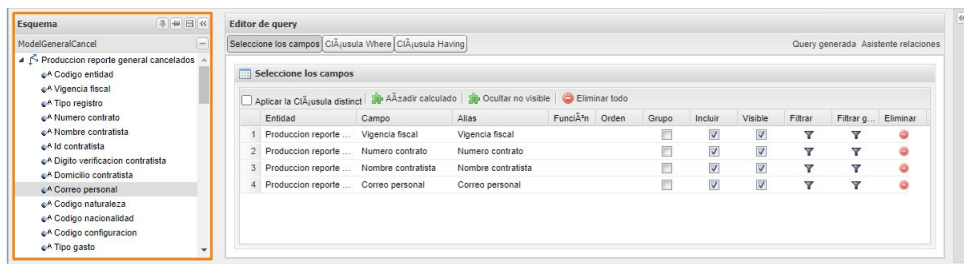 Esquema
ModelGeneralCancel
Produccion reporte general cancelados
Codigo entidad
Vigencia fiscal
Tipo registro
Numero contrato
Nombre contratista
Id contratista
Digito verificacion contratista
Domicilio contratista
Correo personal
Codigo naturaleza
Codigo nacionalidad
Codigo configuracion
Tipo gasto
Editor de query
Seleccione los campos ClÃ¡usula Where ClÃ¡usula Having Query generada Asistente relaciones
Seleccione los campos
Aplicar la ClÃ¡usula distinct AÃ±adir calculado Ocultar no visible Eliminar todo
Entidad Campo Alias FunciÃ³n Orden Grupo Incluir Visible Filtrar Filtrar g... Eliminar
1 Produccion reporte ... Vigencia fiscal Vigencia fiscal
2 Produccion reporte ... Numero contrato Numero contrato
3 Produccion reporte ... Nombre contratista Nombre contratista
4 Produccion reporte ... Correo personal Correo personal